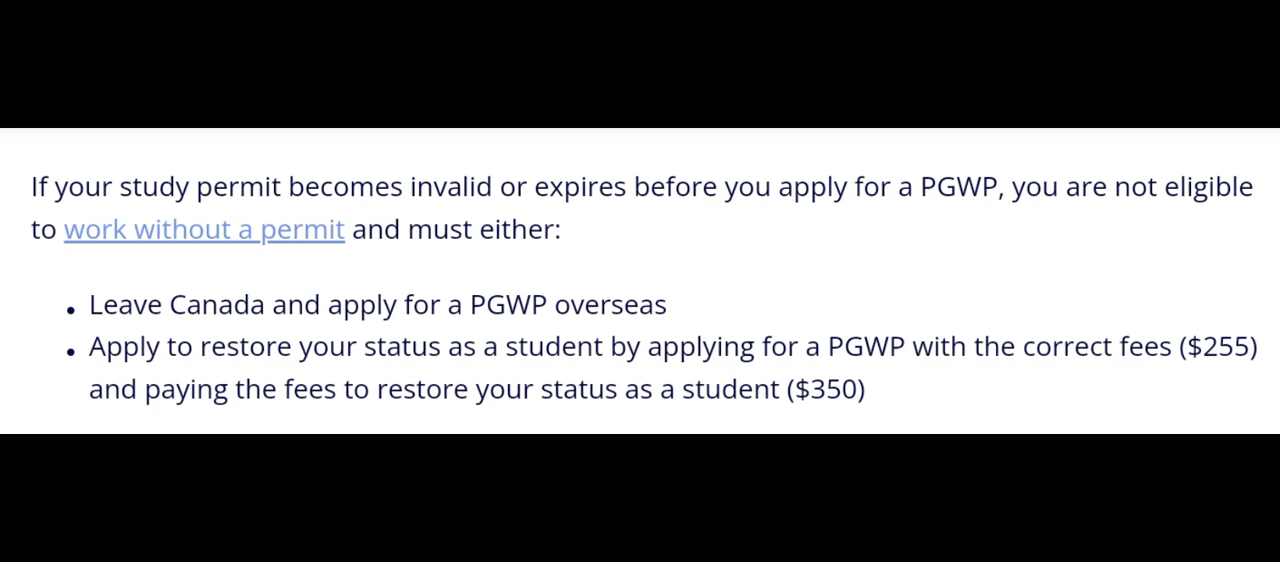 If your study permit becomes invalid or expires before you apply for a PGWP, you are not eligible
to work without a permit and must either:
• Leave Canada and apply for a PGWP overseas
• Apply to restore your status as a student by applying for a PGWP with the correct fees ($255)
and paying the fees to restore your status as a student ($350)